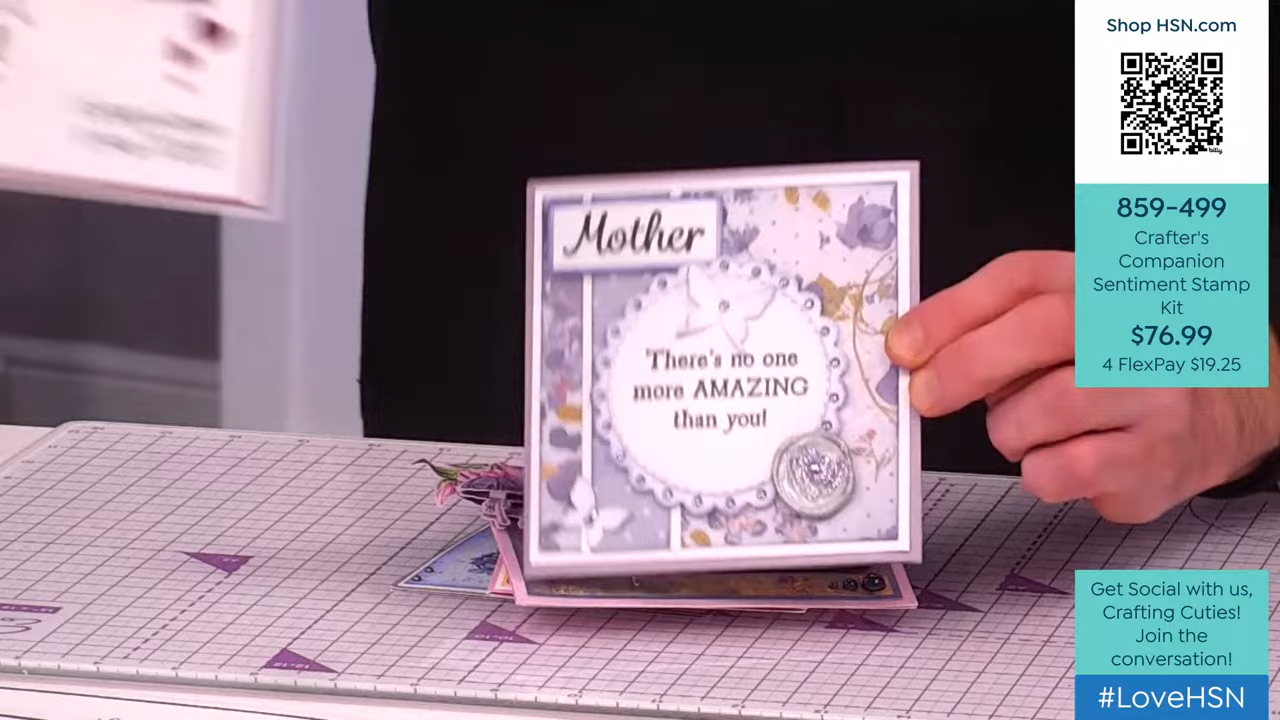 Mother
There's no one
more AMAZING
than you!
Shop HSN.com
bitly
859-499
Crafter's
Companion
Sentiment Stamp
Kit
$76.99
4 FlexPay $19.25
Get Social with us,
Crafting Cuties!
Join the
conversation!
#LoveHSN